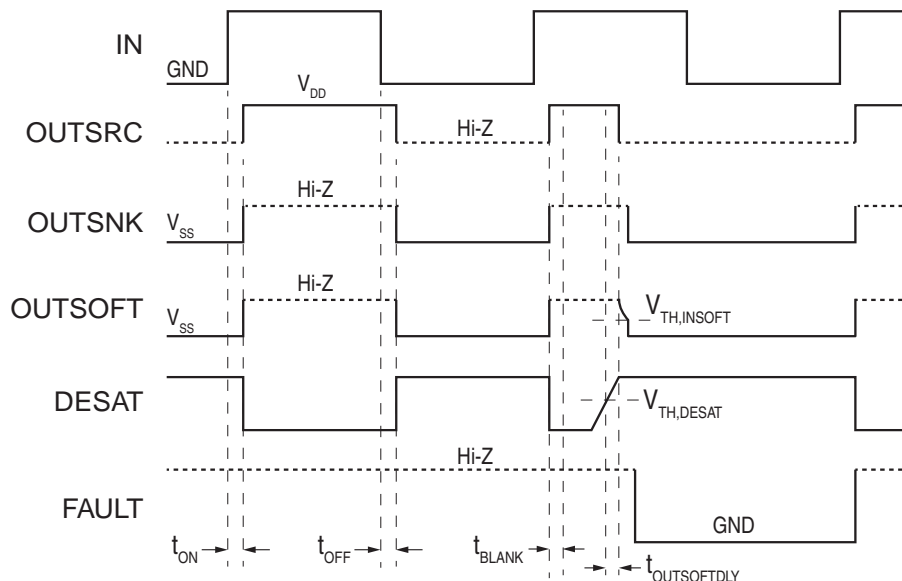 IN
GND
V_DD
OUTSRC
Hi-Z
Hi-Z
OUTSNK
V_SS
Hi-Z
OUTSOFT
V_SS
V_TH,INSOFT
DESAT
V_TH,DESAT
Hi-Z
FAULT
GND
t_ON
t_OFF
t_BLANK
t_OUTSOFTDLY